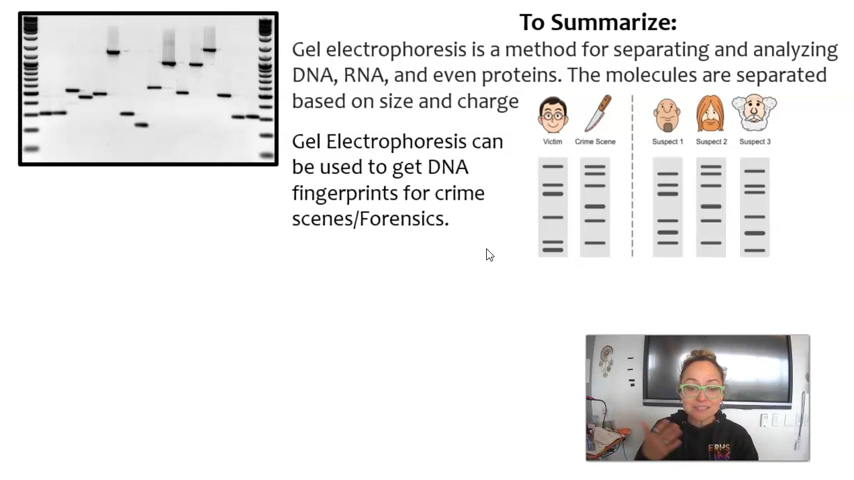 To Summarize:
Gel electrophoresis is a method for separating and analyzing
DNA, RNA, and even proteins. The molecules are separated
based on size and charge
Gel Electrophoresis can
be used to get DNA
fingerprints for crime
scenes/Forensics.
Victim Crime Scene Suspect 1 Suspect 2 Suspect 3